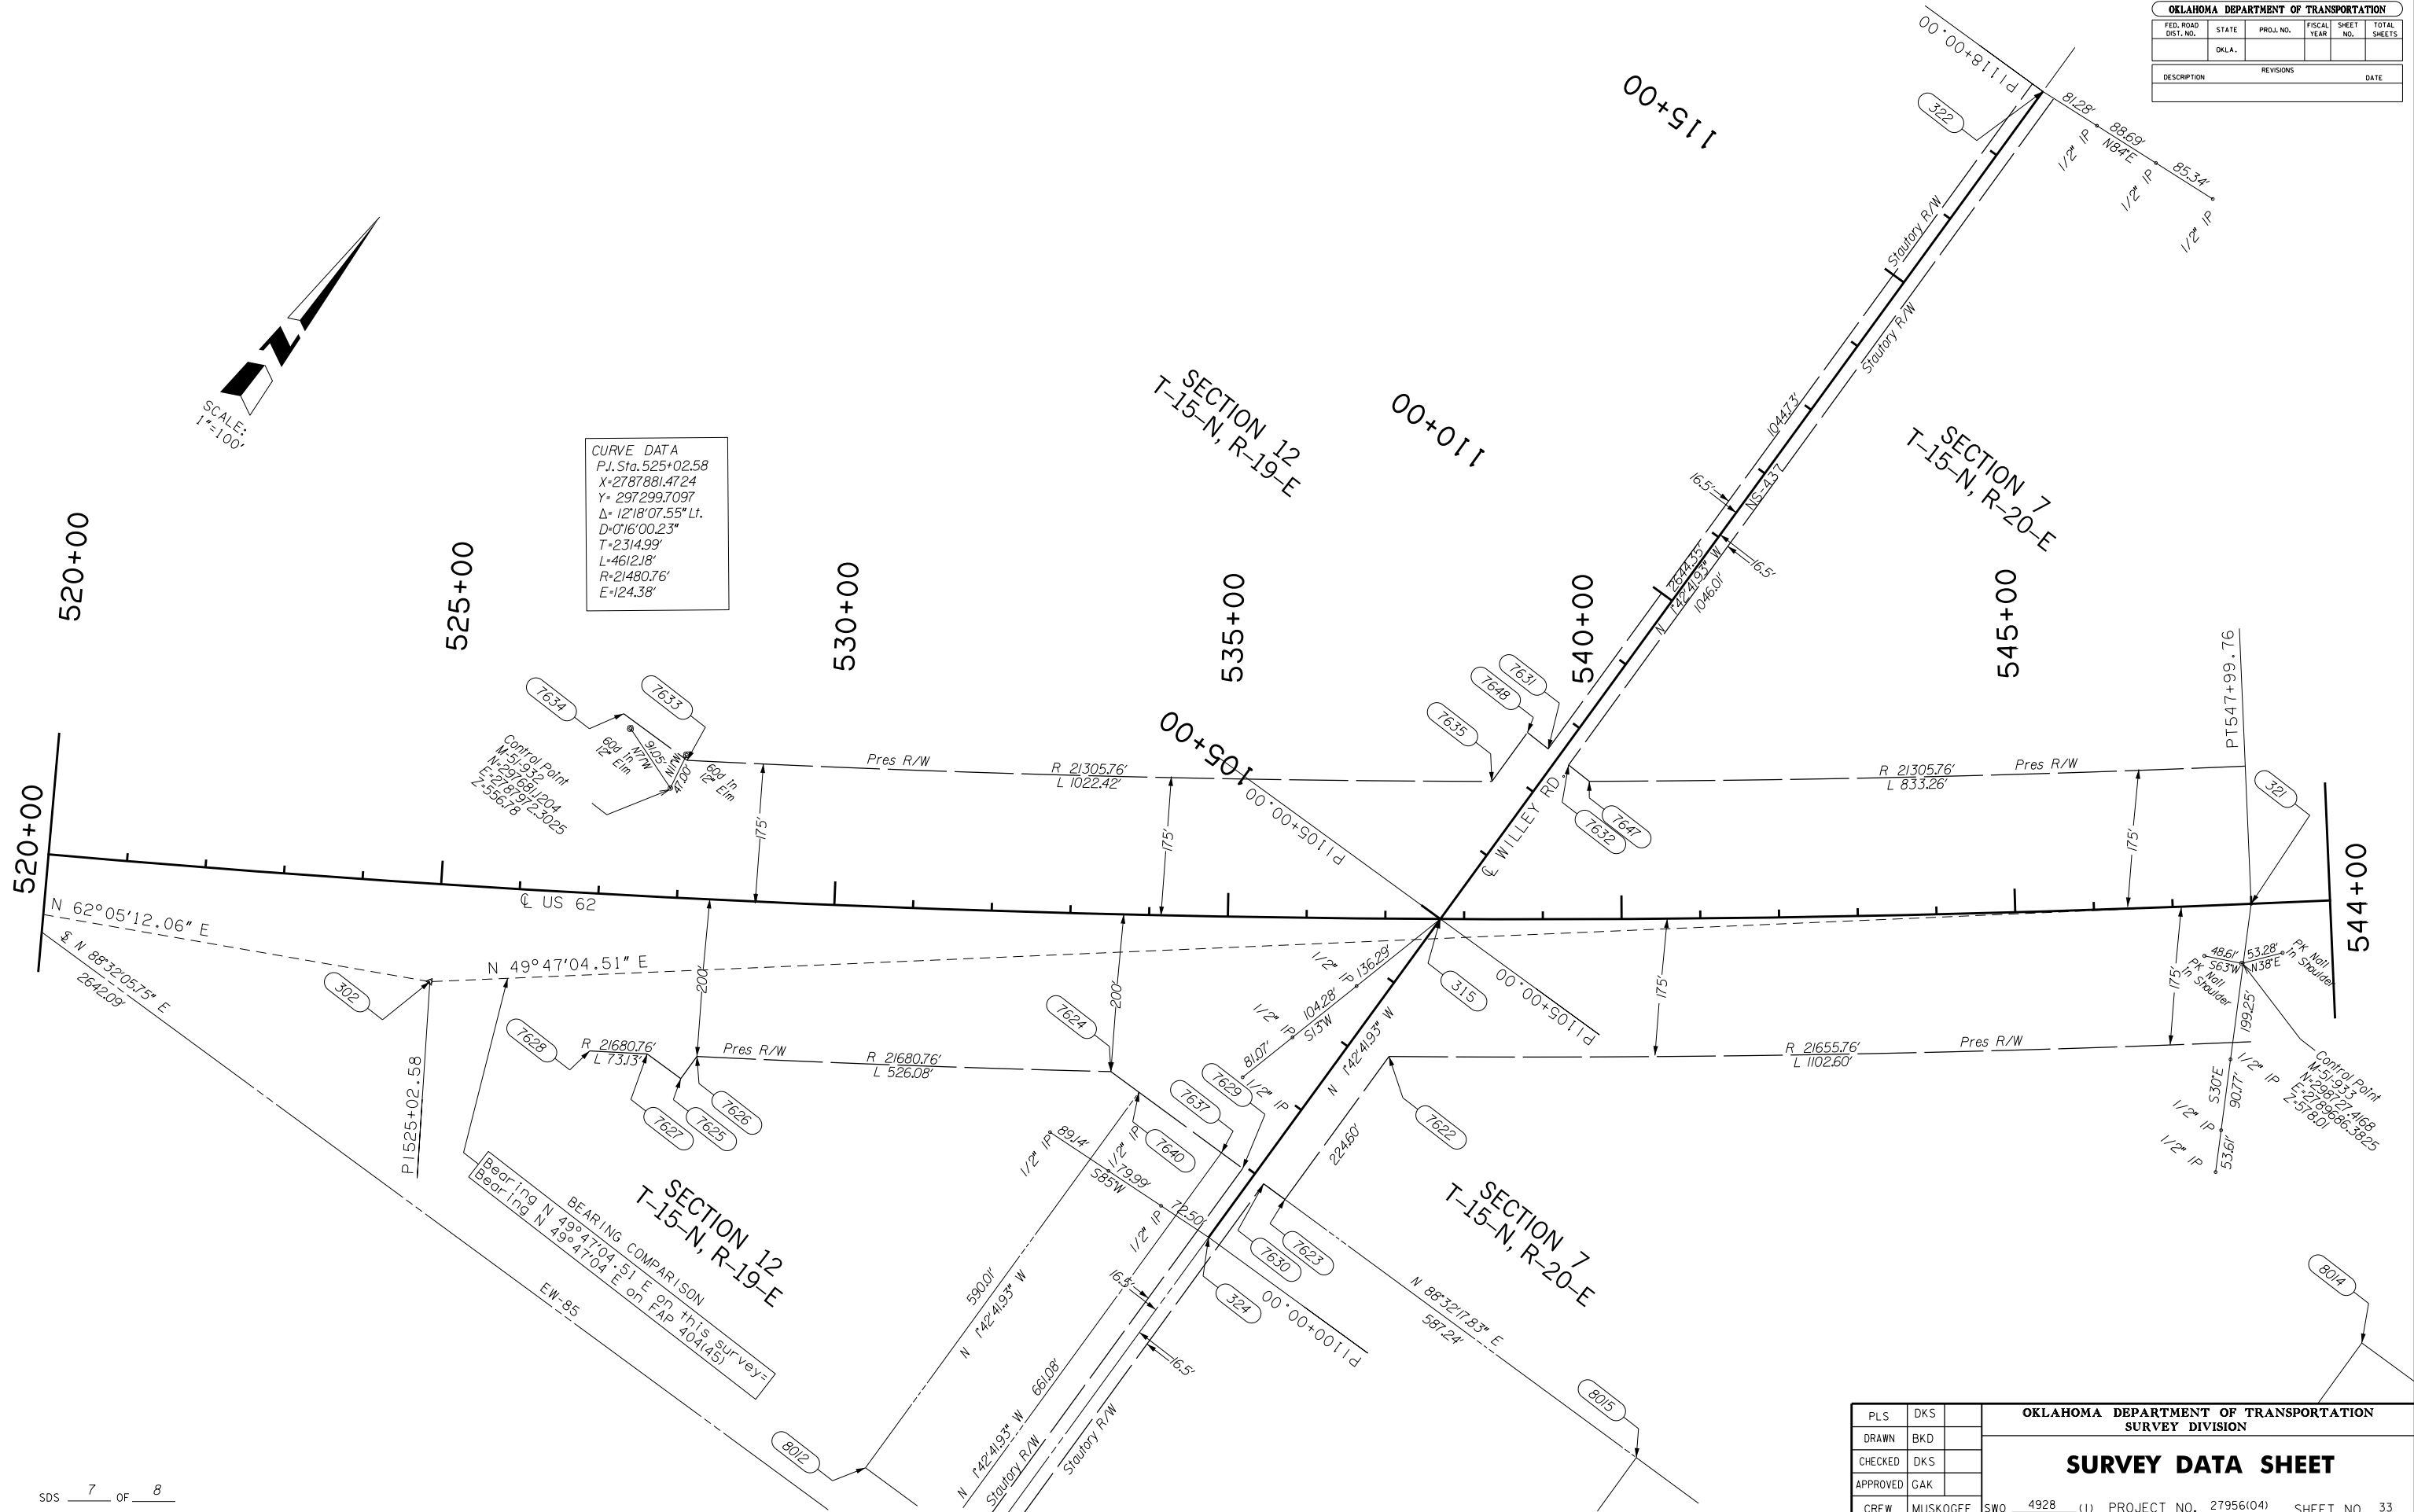 OKLAHOMA DEPARTMENT OF TRANSPORTATION
FED. ROAD DIST. NO.
STATE
PROJ. NO.
FISCAL YEAR
SHEET NO.
TOTAL SHEETS
OKLA.
REVISIONS
DESCRIPTION
DATE
PI118+00.00
322
81.28'
1/2" IP
88.69'
N84°E
1/2" IP
85.34'
1/2" IP
115+00
Stautory R/W
Stautory R/W
SCALE:
1"=100'
CURVE DATA
P.I. Sta. 525+02.58
X=2787881.4724
Y= 297299.7097
Δ= 12°18'07.55" Lt.
D=0°16'00.23"
T=2314.99'
L=4612.18'
R=21480.76'
E=124.38'
SECTION 12
T-15-N, R-19-E
110+00
SECTION 7
T-15-N, R-20-E
1044.73'
16.5'
NS-4.37
2644.35'
N 1°42'41.93" W
1046.01'
16.5'
520+00
525+00
530+00
535+00
540+00
545+00
7634
7633
Control Point
M-51-932
N=297681.1204
E=2787972.3025
Z=556.78
60d In
12" Elm
91.05'
N77W
N17W
47.00'
60d In
12" Elm
Pres R/W
R 21305.76'
L 1022.42'
175'
175'
105+00
PI105+00.00
7635
7648
7631
7632
7647
℄ WILLEY RD.
R 21305.76'
L 833.26'
Pres R/W
175'
PT547+99.76
321
520+00
℄ US 62
544+00
N 62°05'12.06" E
N 49°47'04.51" E
N 88°32'05.75" E
2642.09'
302
PI525+02.58
7628
R 21680.76'
L 73.13'
7627
7625
7626
200'
Pres R/W
R 21680.76'
L 526.08'
200'
7624
1/2" IP
136.29'
1/2" IP
104.28'
S13°W
81.07'
1/2" IP
315
PI105+00.00
N 1°42'41.93" W
7629
7637
7640
1/2" IP
89.14'
1/2" IP
79.99'
S85°W
72.50'
1/2" IP
7622
224.60'
175'
R 21655.76'
L 1102.60'
Pres R/W
175'
48.61'
S63°W
PK Nail
In Shoulder
53.28'
N38°E
PK Nail
In Shoulder
199.25'
1/2" IP
S30°E
90.77'
1/2" IP
53.61'
1/2" IP
Control Point
M-51-933
N=298727.4168
E=2789686.3825
Z=578.01
BEARING COMPARISON
Bearing N 49°47'04.51 E on this survey=
Bearing N 49°47'04 E on FAP 404(45)
SECTION 12
T-15-N, R-19-E
EW-85
590.01'
N 1°42'41.93" W
661.08'
N 1°42'41.93" W
16.5'
16.5'
Stautory R/W
Stautory R/W
7623
7630
324
PI100+00.00
SECTION 7
T-15-N, R-20-E
N 88°32'17.83" E
587.24'
8012
8015
8014
SDS 7 OF 8
PLS DKS
DRAWN BKD
CHECKED DKS
APPROVED GAK
CREW MUSKOGEE
OKLAHOMA DEPARTMENT OF TRANSPORTATION
SURVEY DIVISION
SURVEY DATA SHEET
SWO 4928 (1) PROJECT NO. 27956(04) SHEET NO. 33